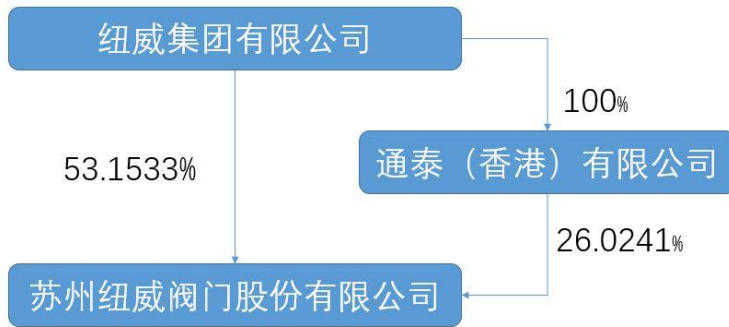 纽威集团有限公司
100%
53.1533%
通泰（香港）有限公司
26.0241%
苏州纽威阀门股份有限公司